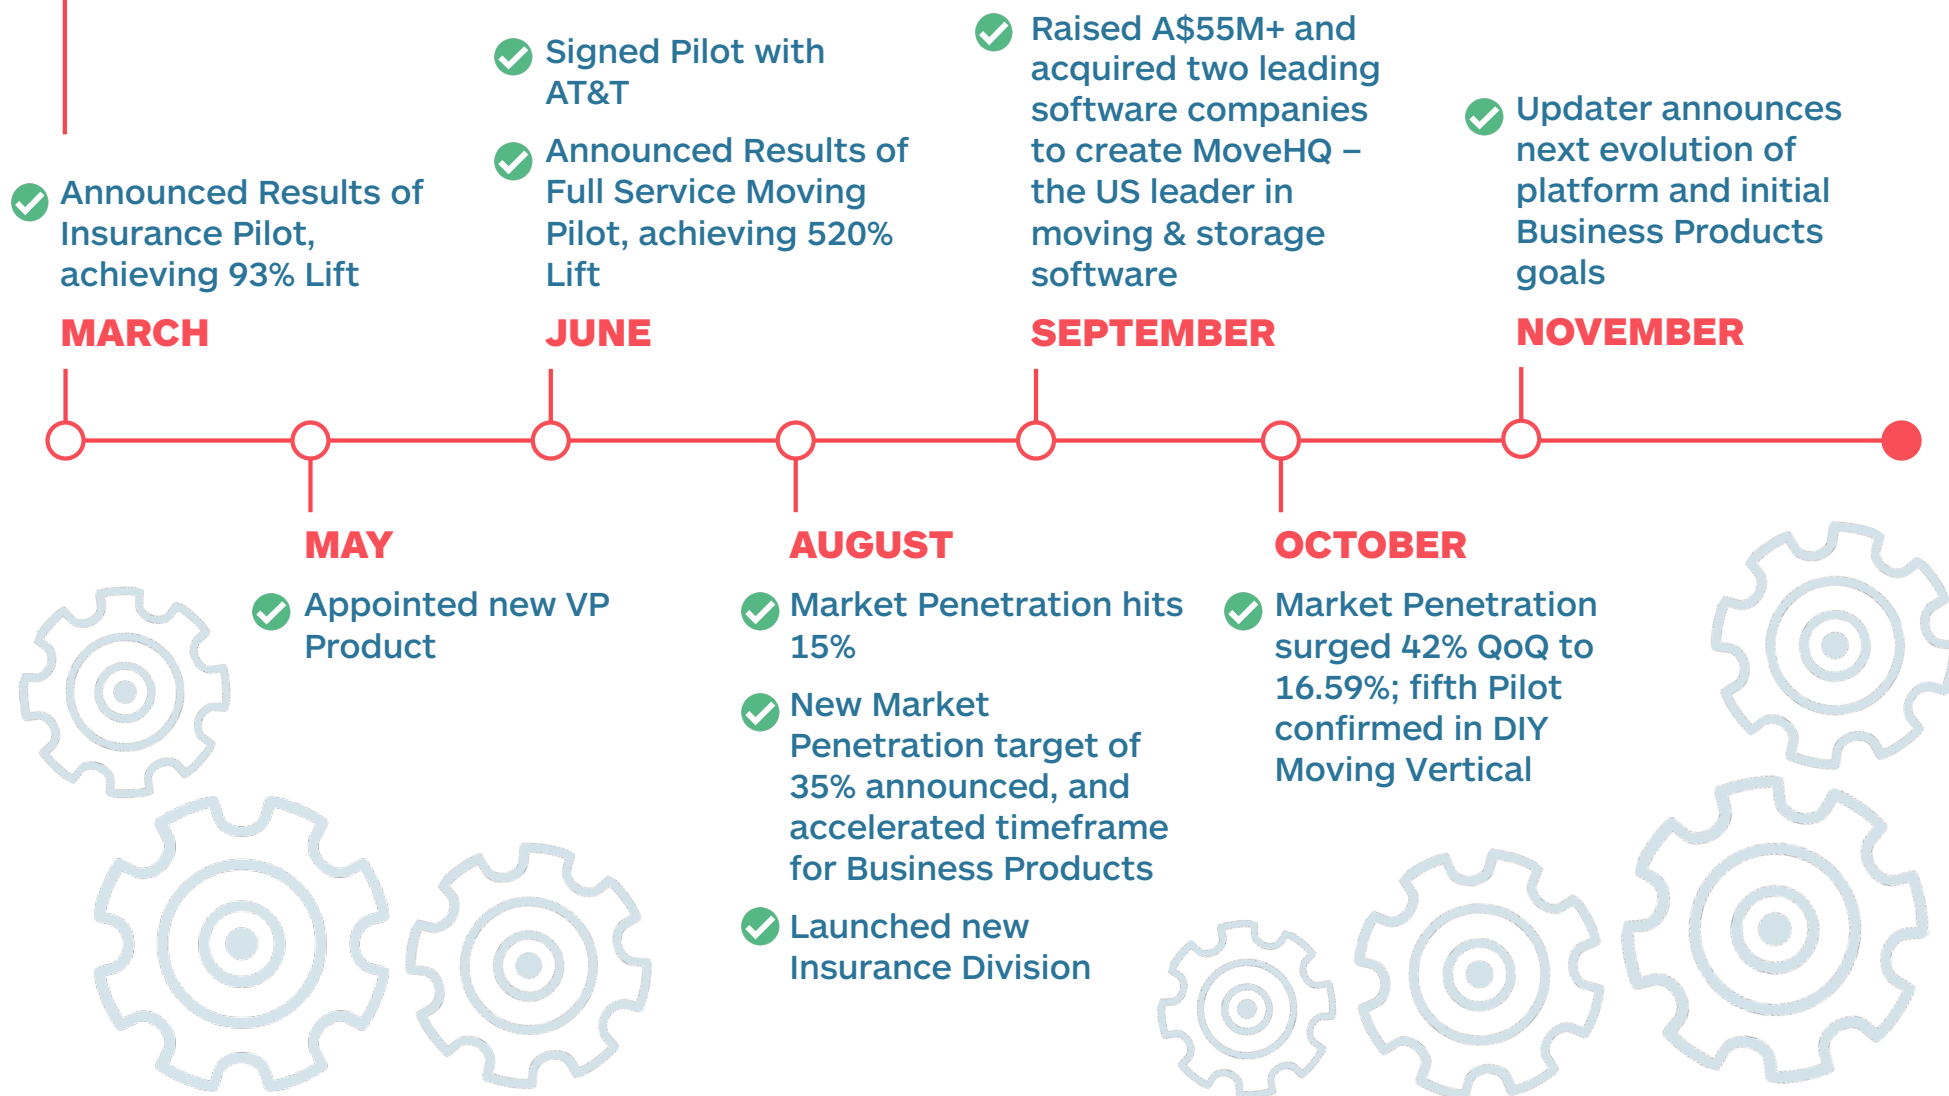 Announced Results of
Insurance Pilot,
achieving 93% Lift
MARCH
Signed Pilot with
AT&T
Announced Results of
Full Service Moving
Pilot, achieving 520%
Lift
JUNE
Raised A$55M+ and
acquired two leading
software companies
to create MoveHQ –
the US leader in
moving & storage
software
SEPTEMBER
Updater announces
next evolution of
platform and initial
Business Products
goals
NOVEMBER
MAY
Appointed new VP
Product
AUGUST
Market Penetration hits
15%
New Market
Penetration target of
35% announced, and
accelerated timeframe
for Business Products
Launched new
Insurance Division
OCTOBER
Market Penetration
surged 42% QoQ to
16.59%; fifth Pilot
confirmed in DIY
Moving Vertical